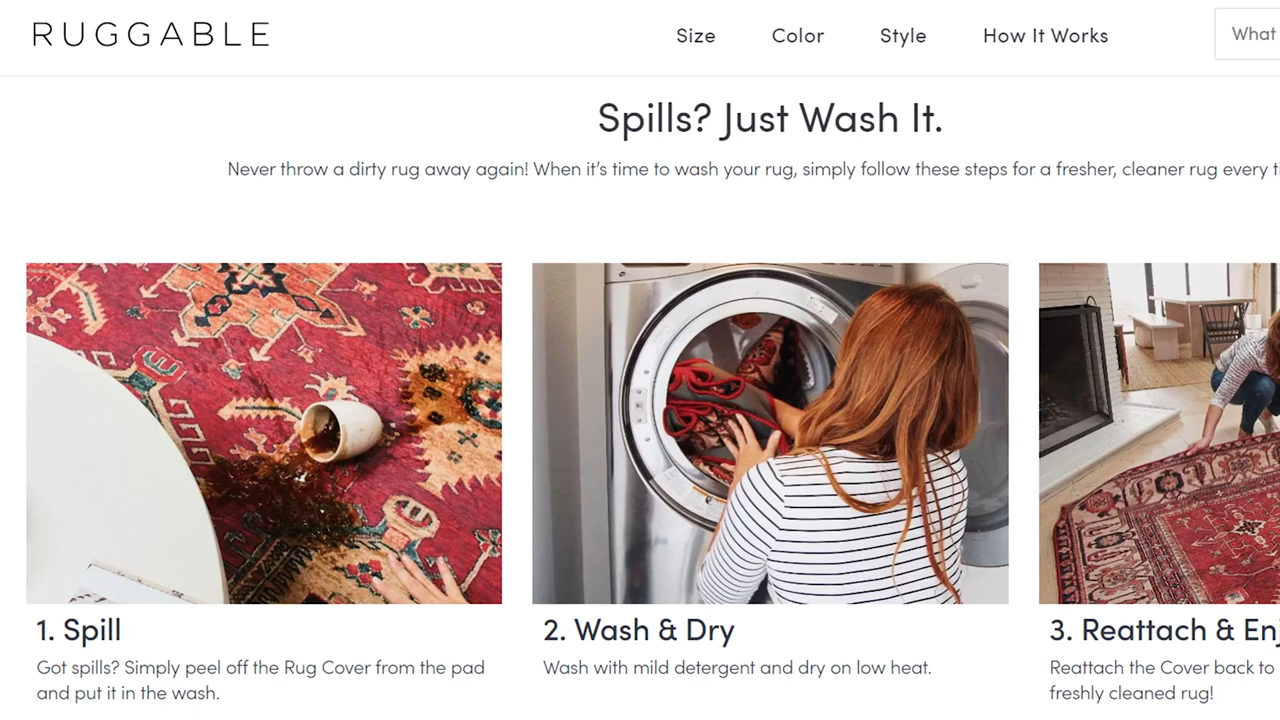 RUGGABLE
Size
Color
Style
How It Works
What
Spills? Just Wash It.
Never throw a dirty rug away again! When it’s time to wash your rug, simply follow these steps for a fresher, cleaner rug every
1. Spill
Got spills? Simply peel off the Rug Cover from the pad
and put it in the wash.
2. Wash & Dry
Wash with mild detergent and dry on low heat.
3. Reattach &
Reattach the Cover back to
freshly cleaned rug!